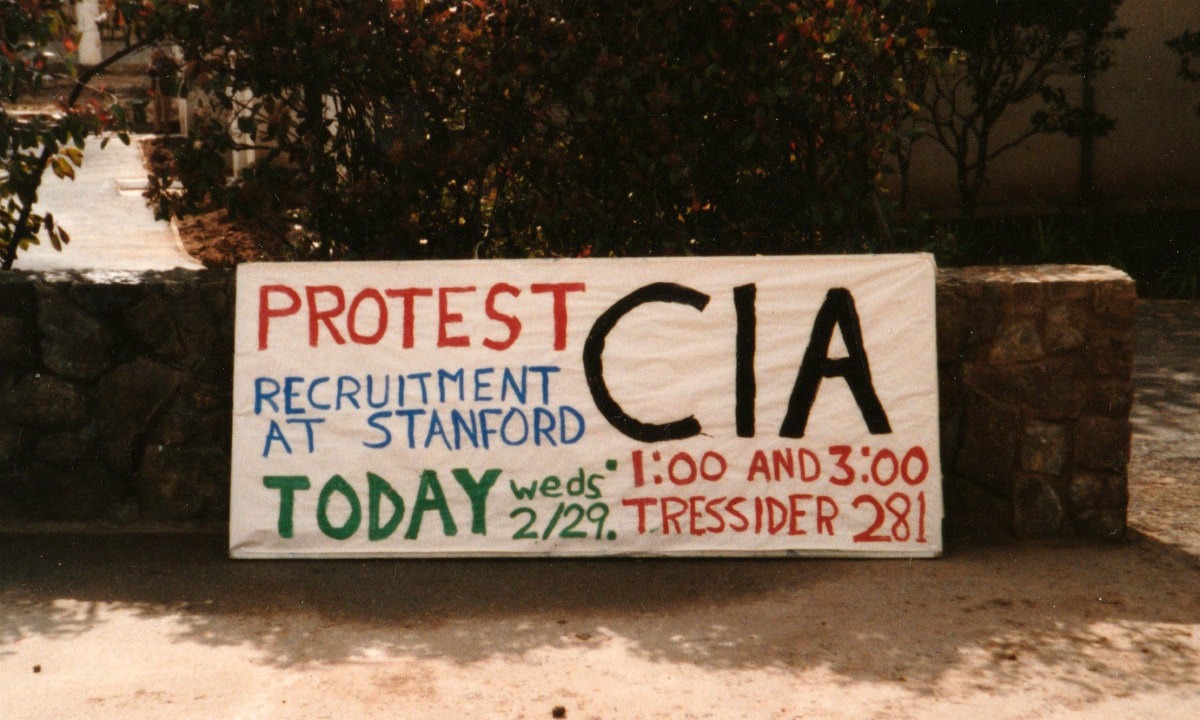 PROTEST CIA
RECRUITMENT
AT STANFORD
TODAY weds. 1:00 AND 3:00
2/29. TRESSIDER 281